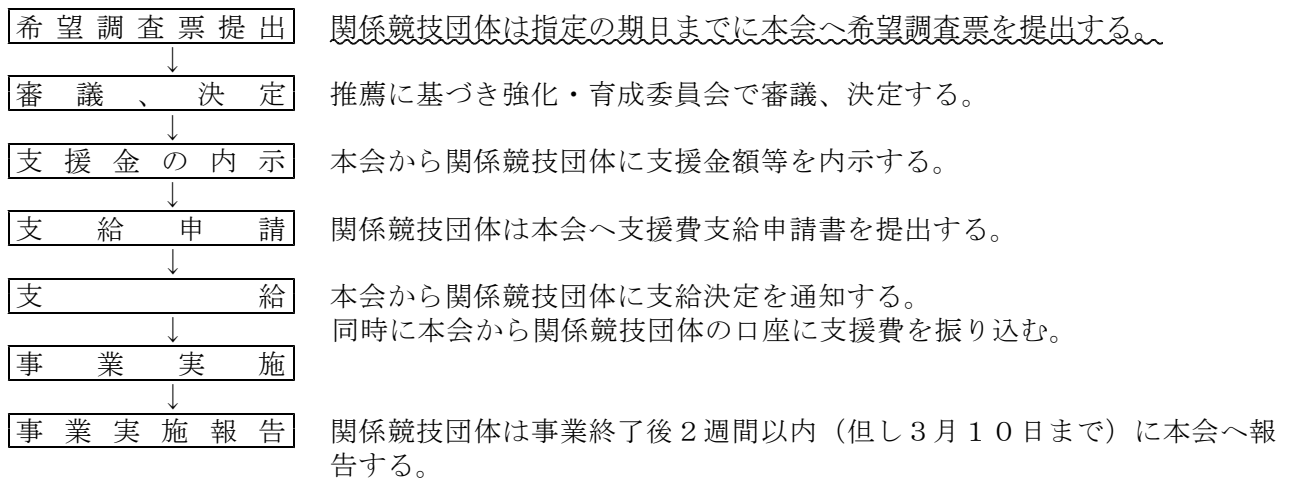 希望調査票提出 関係競技団体は指定の期日までに本会へ希望調査票を提出する。
↓
審議、決定 推薦に基づき強化・育成委員会で審議、決定する。
↓
支援金の内示 本会から関係競技団体に支援金額等を内示する。
↓
支給申請 関係競技団体は本会へ支援費支給申請書を提出する。
↓
支給 本会から関係競技団体に支給決定を通知する。
↓ 同時に本会から関係競技団体の口座に支援費を振り込む。
事業実施
↓
事業実施報告 関係競技団体は事業終了後2週間以内（但し3月10日まで）に本会へ報
告する。